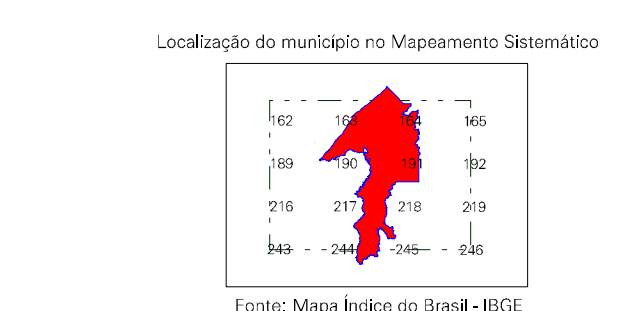 Localização do município no Mapeamento Sistemático
162 163 164 165
189 190 191 192
216 217 218 219
243 244 245 246
Fonte: Mapa Índice do Brasil - IBGE